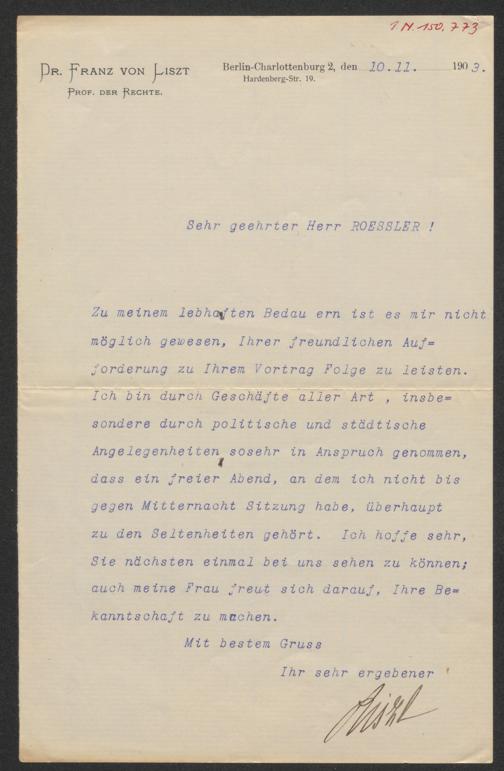 1 N. 150.773
DR. FRANZ VON LISZT
PROF. DER RECHTE.
Berlin-Charlottenburg 2, den 10.11. 1903.
Hardenberg-Str. 19.
Sehr geehrter Herr ROESSLER !
Zu meinem lebhaften Bedau ern ist es mir nicht
möglich gewesen, Ihrer freundlichen Auf=
forderung zu Ihrem Vortrag Folge zu leisten.
Ich bin durch Geschäfte aller Art , insbe=
sondere durch politische und städtische
Angelegenheiten sosehr in Anspruch genommen,
dass ein freier Abend, an dem ich nicht bis
gegen Mitternacht Sitzung habe, überhaupt
zu den Seltenheiten gehört. Ich hoffe sehr,
Sie nächsten einmal bei uns sehen zu können;
auch meine Frau freut sich darauf, Ihre Be=
kanntschaft zu machen.
Mit bestem Gruss
Ihr sehr ergebener
Liszt